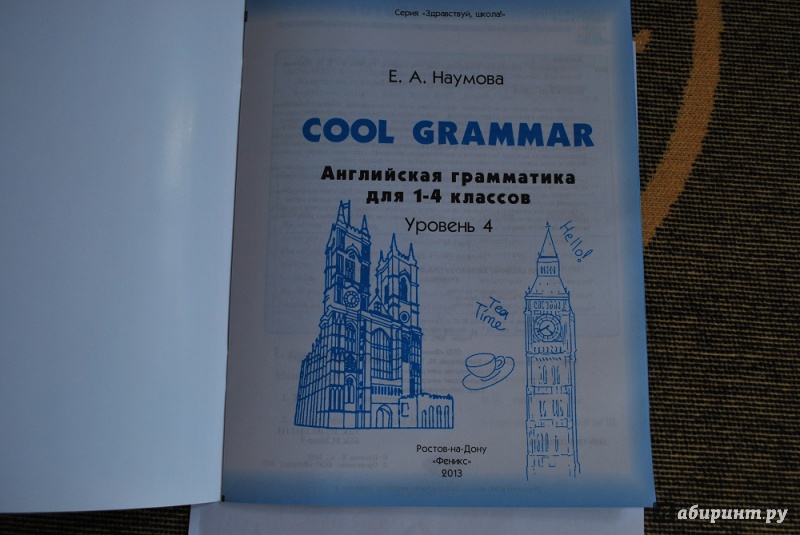 Серия «Здравствуй, школа!»
Е. А. Наумова
COOL GRAMMAR
Английская грамматика
для 1-4 классов
Уровень 4
Hello!
Tea
Time
Ростов-на-Дону
«Феникс»
2013
абиринт.ру